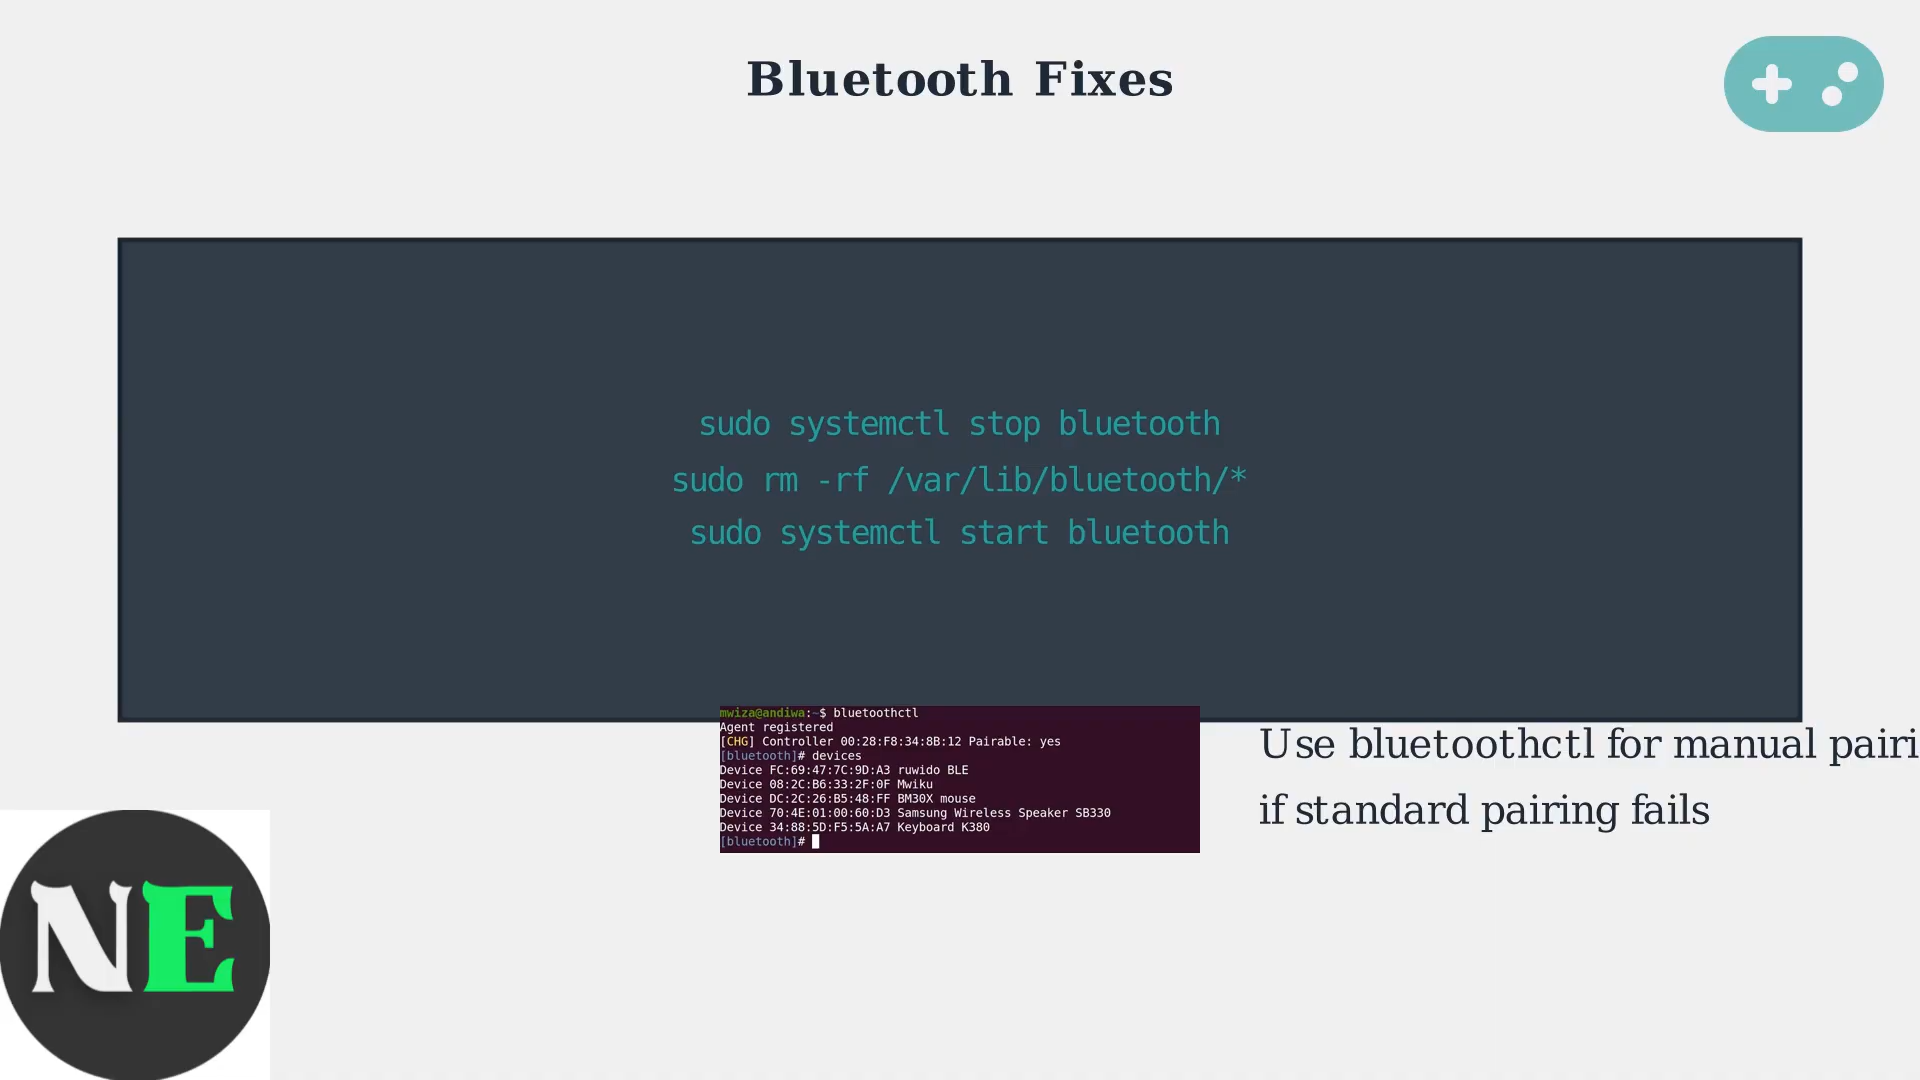 Bluetooth Fixes
sudo systemctl stop bluetooth
sudo rm -rf /var/lib/bluetooth/*
sudo systemctl start bluetooth
mwiza@andiwa:~$ bluetoothctl
Agent registered
[CHG] Controller 00:28:F8:34:8B:12 Pairable: yes
[bluetooth]# devices
Device FC:69:47:7C:9D:A3 ruwido BLE
Device 08:2C:B6:33:2F:0F Mwiku
Device DC:2C:26:B5:48:FF BM30X mouse
Device 70:4E:01:00:60:D3 Samsung Wireless Speaker SB330
Device 34:88:5D:F5:5A:A7 Keyboard K380
[bluetooth]#
Use bluetoothctl for manual pairi
if standard pairing fails
NE